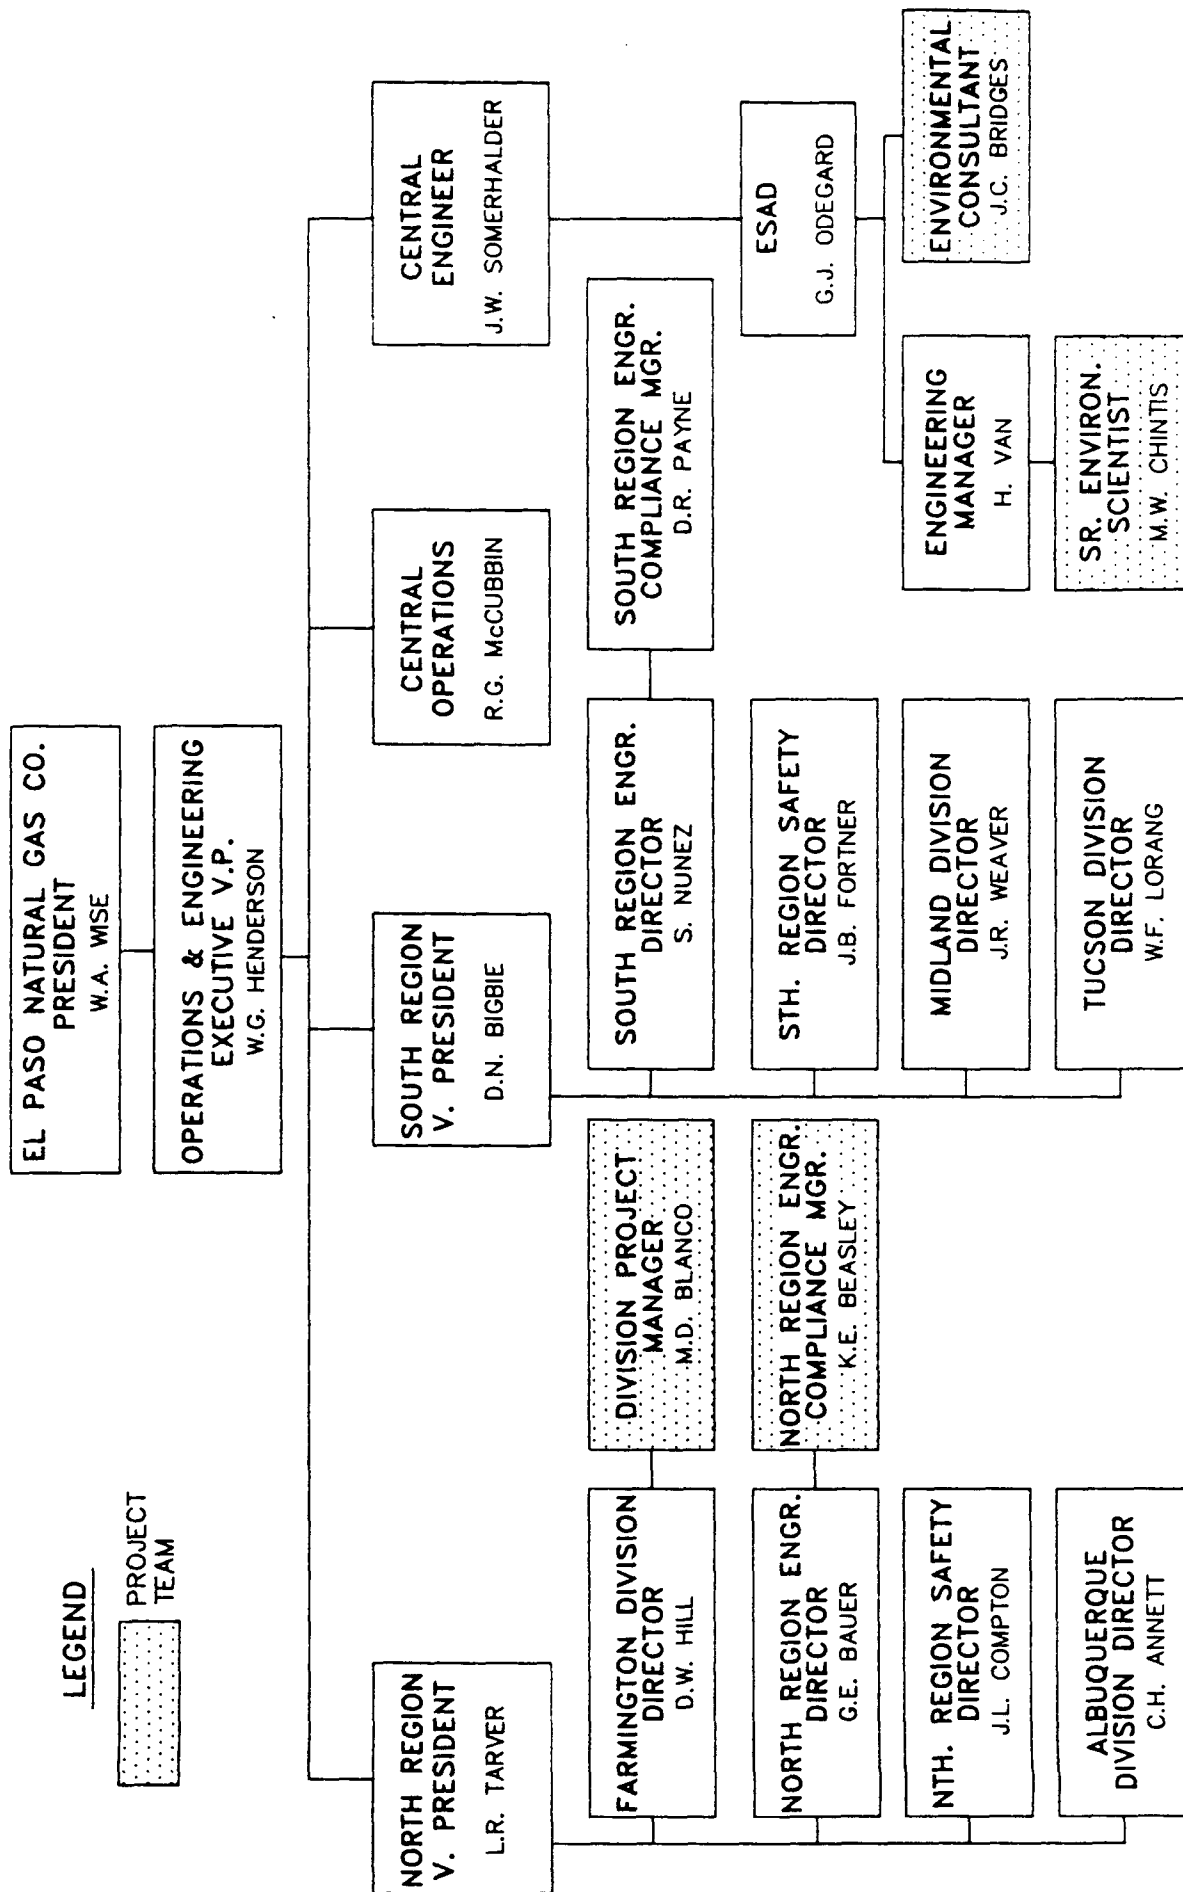 EL PASO NATURAL GAS CO.
PRESIDENT
W.A. WISE
OPERATIONS & ENGINEERING
EXECUTIVE V.P.
W.G. HENDERSON
LEGEND
PROJECT
TEAM
NORTH REGION
V. PRESIDENT
L.R. TARVER
SOUTH REGION
V. PRESIDENT
D.N. BIGBIE
CENTRAL
OPERATIONS
R.G. McCUBBIN
CENTRAL
ENGINEER
J.W. SOMERHALDER
FARMINGTON DIVISION
DIRECTOR
D.W. HILL
DIVISION PROJECT
MANAGER
M.D. BLANCO
SOUTH REGION ENGR.
DIRECTOR
S. NUNEZ
SOUTH REGION ENGR.
COMPLIANCE MGR.
D.R. PAYNE
NORTH REGION ENGR.
DIRECTOR
G.E. BAUER
NORTH REGION ENGR.
COMPLIANCE MGR.
K.E. BEASLEY
STH. REGION SAFETY
DIRECTOR
J.B. FORTNER
ESAD
G.J. ODEGARD
NTH. REGION SAFETY
DIRECTOR
J.L. COMPTON
MIDLAND DIVISION
DIRECTOR
J.R. WEAVER
ENGINEERING
MANAGER
H. VAN
ENVIRONMENTAL
CONSULTANT
J.C. BRIDGES
ALBUQUERQUE
DIVISION DIRECTOR
C.H. ANNETT
TUCSON DIVISION
DIRECTOR
W.F. LORANG
SR. ENVIRON.
SCIENTIST
M.W. CHINTIS